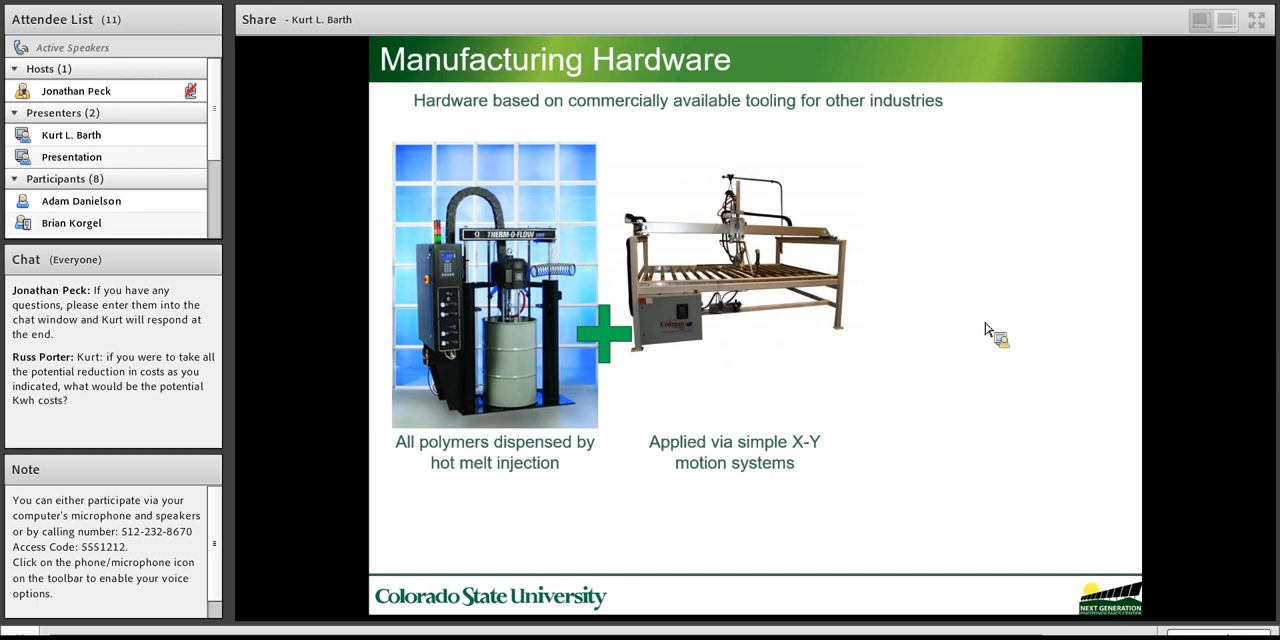 Attendee List (11)
Active Speakers
Hosts (1)
Jonathan Peck
Presenters (2)
Kurt L. Barth
Presentation
Participants (8)
Adam Danielson
Brian Korgel
Chat (Everyone)
Jonathan Peck: If you have any
questions, please enter them into the
chat window and Kurt will respond at
the end.
Russ Porter: Kurt: if you were to take all
the potential reduction in costs as you
indicated, what would be the potential
Kwh costs?
Note
You can either participate via your
computer's microphone and speakers
or by calling number: 512-232-8670
Access Code: 5551212.
Click on the phone/microphone icon
on the toolbar to enable your voice
options.
Share - Kurt L. Barth
Manufacturing Hardware
Hardware based on commercially available tooling for other industries
THERM-O-FLOW
All polymers dispensed by
hot melt injection
Applied via simple X-Y
motion systems
Colorado State University
NEXT GENERATION
PHOTOVOLTAICS CENTER